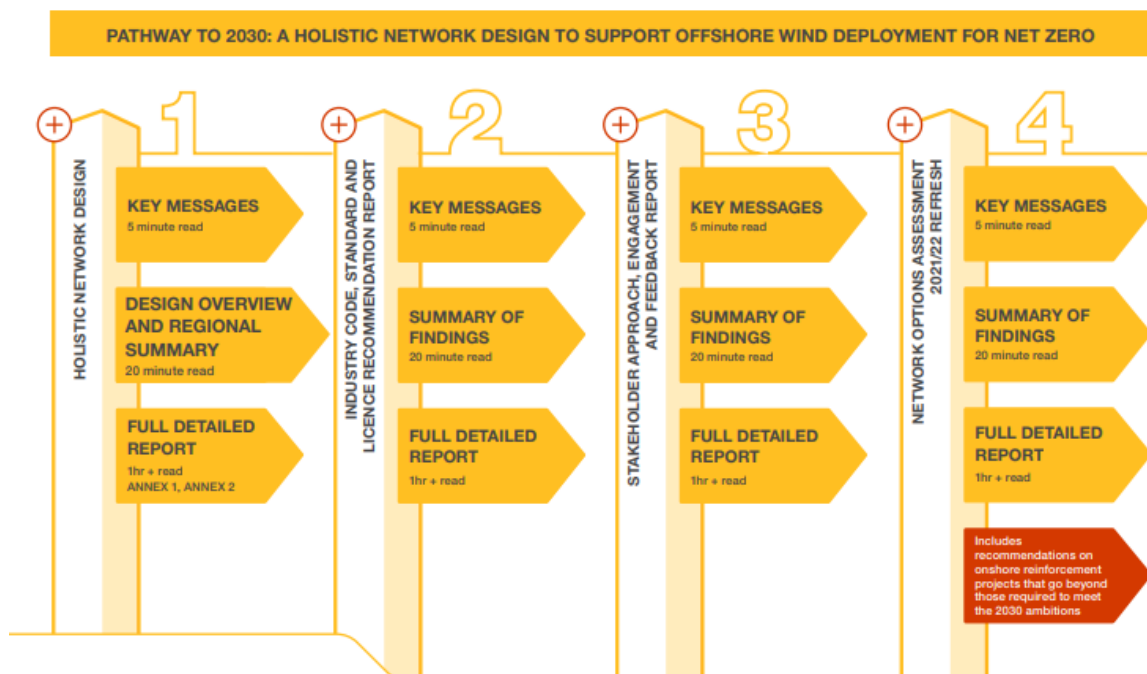 PATHWAY TO 2030: A HOLISTIC NETWORK DESIGN TO SUPPORT OFFSHORE WIND DEPLOYMENT FOR NET ZERO
1
HOLISTIC NETWORK DESIGN
KEY MESSAGES
5 minute read
DESIGN OVERVIEW
AND REGIONAL
SUMMARY
20 minute read
FULL DETAILED
REPORT
1hr + read
ANNEX 1, ANNEX 2
2
INDUSTRY CODE, STANDARD AND
LICENCE RECOMMENDATION REPORT
KEY MESSAGES
5 minute read
SUMMARY OF
FINDINGS
20 minute read
FULL DETAILED
REPORT
1hr + read
3
STAKEHOLDER APPROACH, ENGAGEMENT
AND FEEDBACK REPORT
KEY MESSAGES
5 minute read
SUMMARY OF
FINDINGS
20 minute read
FULL DETAILED
REPORT
1hr + read
4
NETWORK OPTIONS ASSESSMENT
2021/22 REFRESH
KEY MESSAGES
5 minute read
SUMMARY OF
FINDINGS
20 minute read
FULL DETAILED
REPORT
1hr + read
Includes
recommendations on
onshore reinforcement
projects that go beyond
those required to meet
the 2030 ambitions